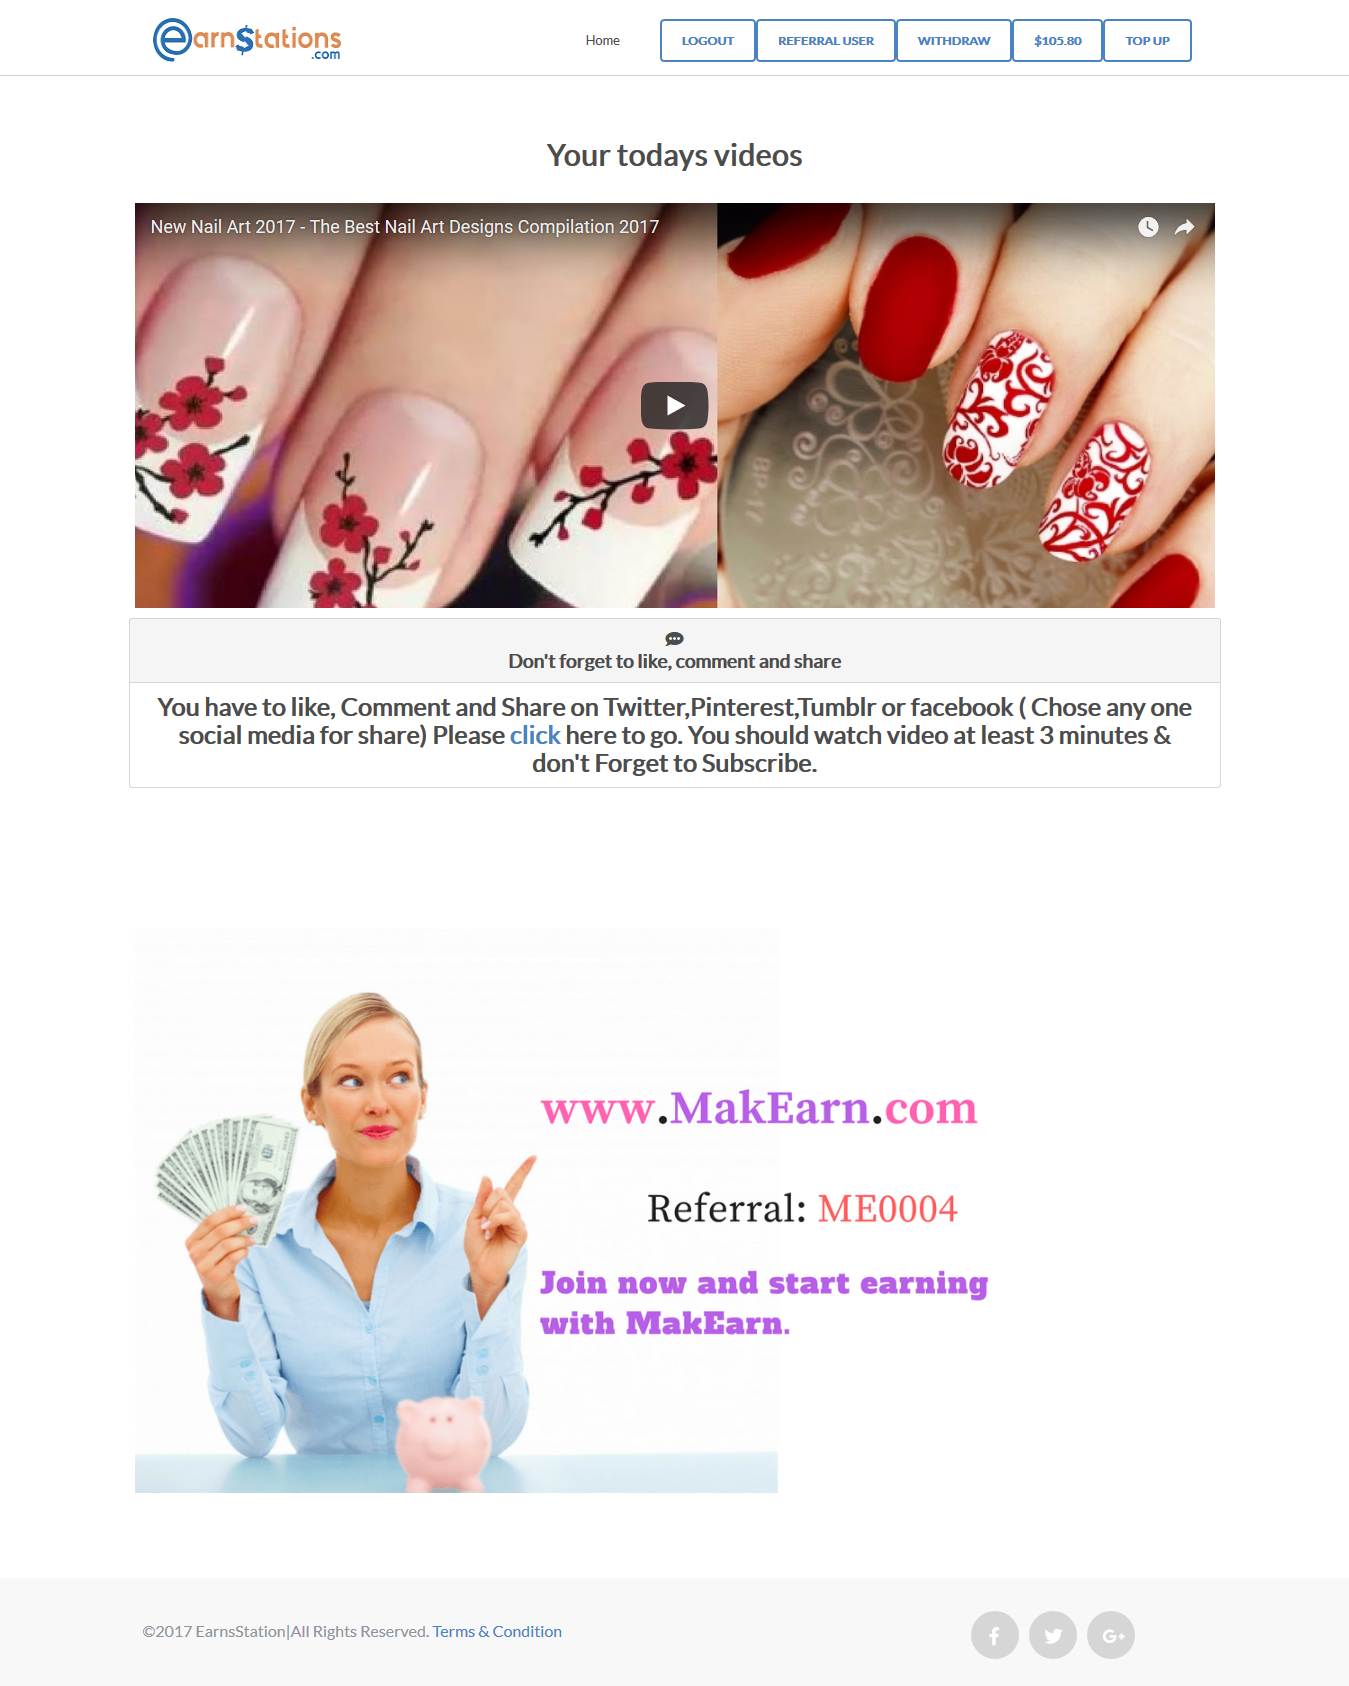 earn$tations
.com
Home
LOGOUT
REFERRAL USER
WITHDRAW
$105.80
TOP UP
Your todays videos
New Nail Art 2017 - The Best Nail Art Designs Compilation 2017
BP-17
Don't forget to like, comment and share
You have to like, Comment and Share on Twitter,Pinterest,Tumblr or facebook ( Chose any one
social media for share) Please click here to go. You should watch video at least 3 minutes &
don't Forget to Subscribe.
www.MakEarn.com
Referral: ME0004
Join now and start earning
with MakEarn.
©2017 EarnsStation|All Rights Reserved. Terms & Condition